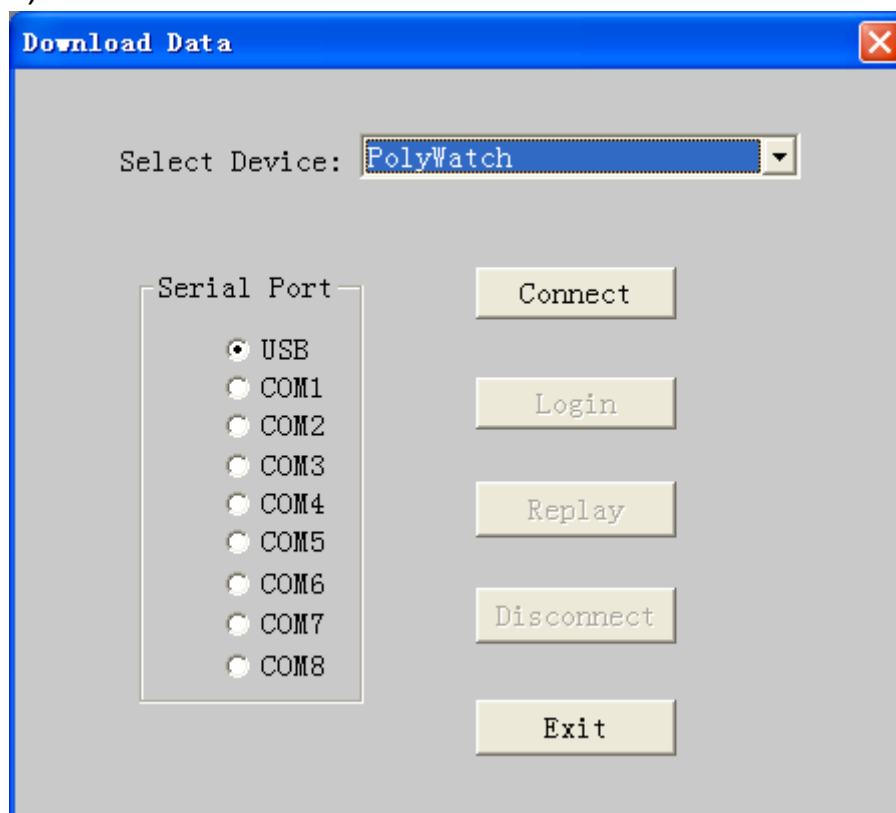 )
Download Data
Select Device: PolyWatch
Serial Port
USB
COM1
COM2
COM3
COM4
COM5
COM6
COM7
COM8
Connect
Login
Replay
Disconnect
Exit